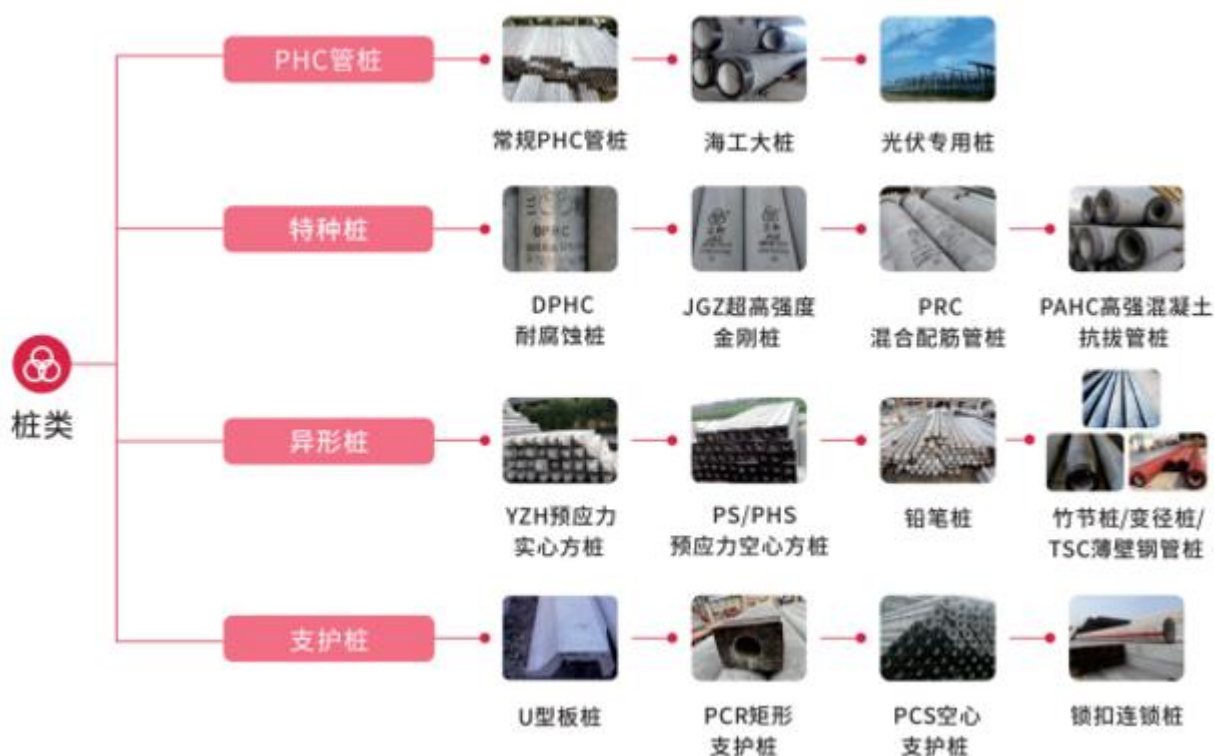 PHC管桩
常规PHC管桩
海工大桩
光伏专用桩
特种桩
DPHC
DPHC
耐腐蚀桩
JGZ超高强度
金刚桩
PRC
混合配筋管桩
PAHC高强混凝土
抗拔管桩
桩类
异形桩
YZH预应力
实心方桩
PS/PHS
预应力空心方桩
铅笔桩
竹节桩/变径桩/
TSC薄壁钢管桩
支护桩
U型板桩
PCR矩形
支护桩
PCS空心
支护桩
锁扣连锁桩